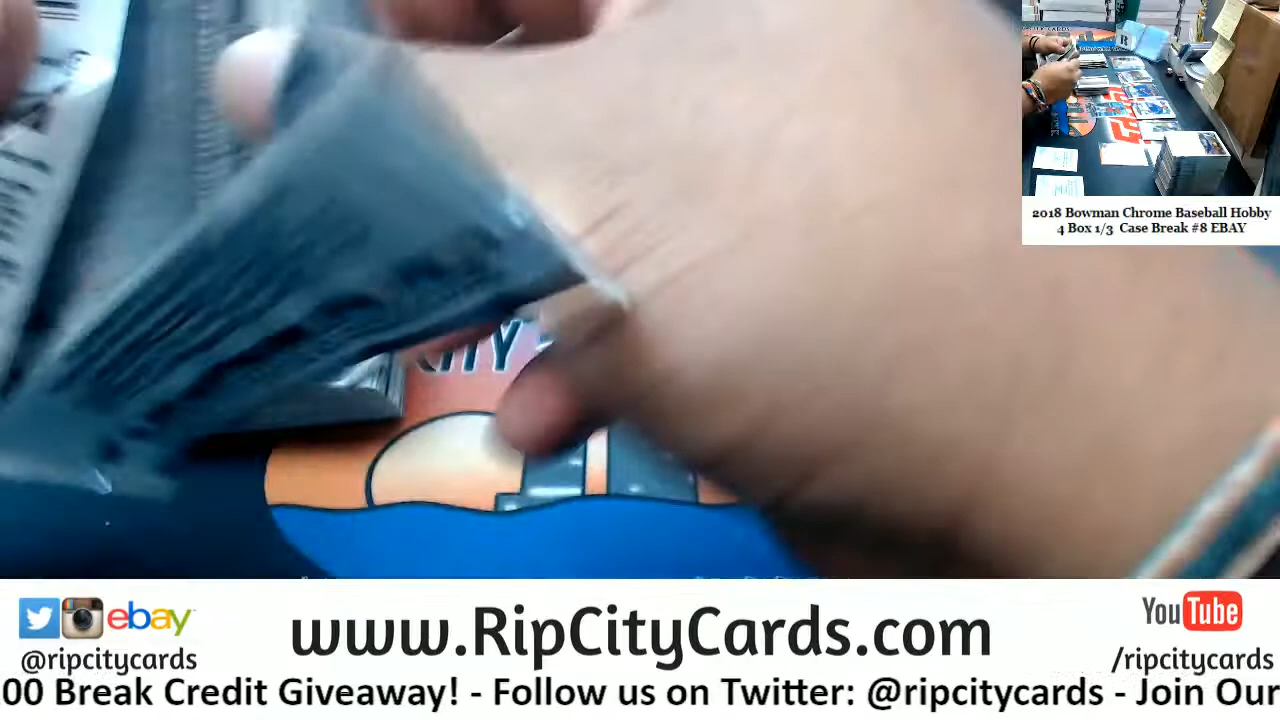 2018 Bowman Chrome Baseball Hobby
4 Box 1/3 Case Break #8 EBAY
CITY
ebay
www.RipCityCards.com
YouTube
@ripcitycards
/ripcitycards
00 Break Credit Giveaway! - Follow us on Twitter: @ripcitycards - Join Our